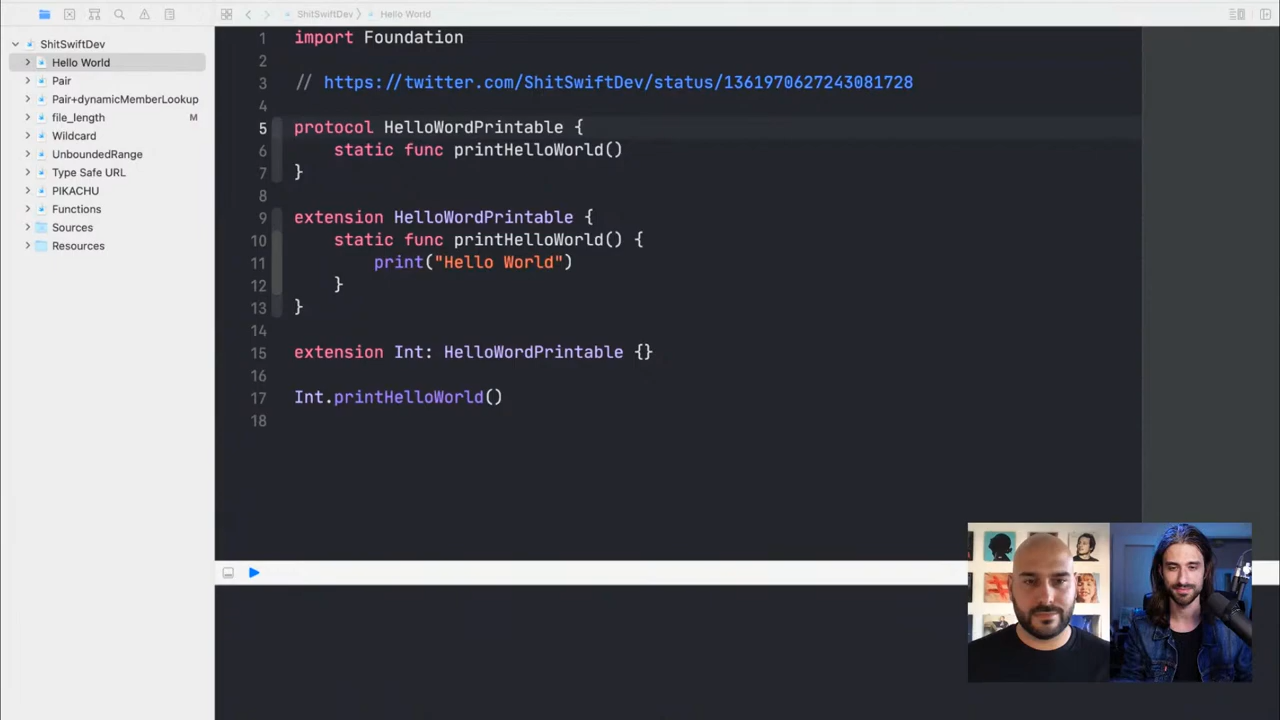 ShitSwiftDev
Hello World
ShitSwiftDev
Hello World
Pair
Pair+dynamicMemberLookup
file_length
M
Wildcard
UnboundedRange
Type Safe URL
PIKACHU
Functions
Sources
Resources
1 import Foundation
2
3 // https://twitter.com/ShitSwiftDev/status/1361970627243081728
4
5 protocol HelloWordPrintable {
6 static func printHelloWorld()
7 }
8
9 extension HelloWordPrintable {
10 static func printHelloWorld() {
11 print("Hello World")
12 }
13 }
14
15 extension Int: HelloWordPrintable {}
16
17 Int.printHelloWorld()
18